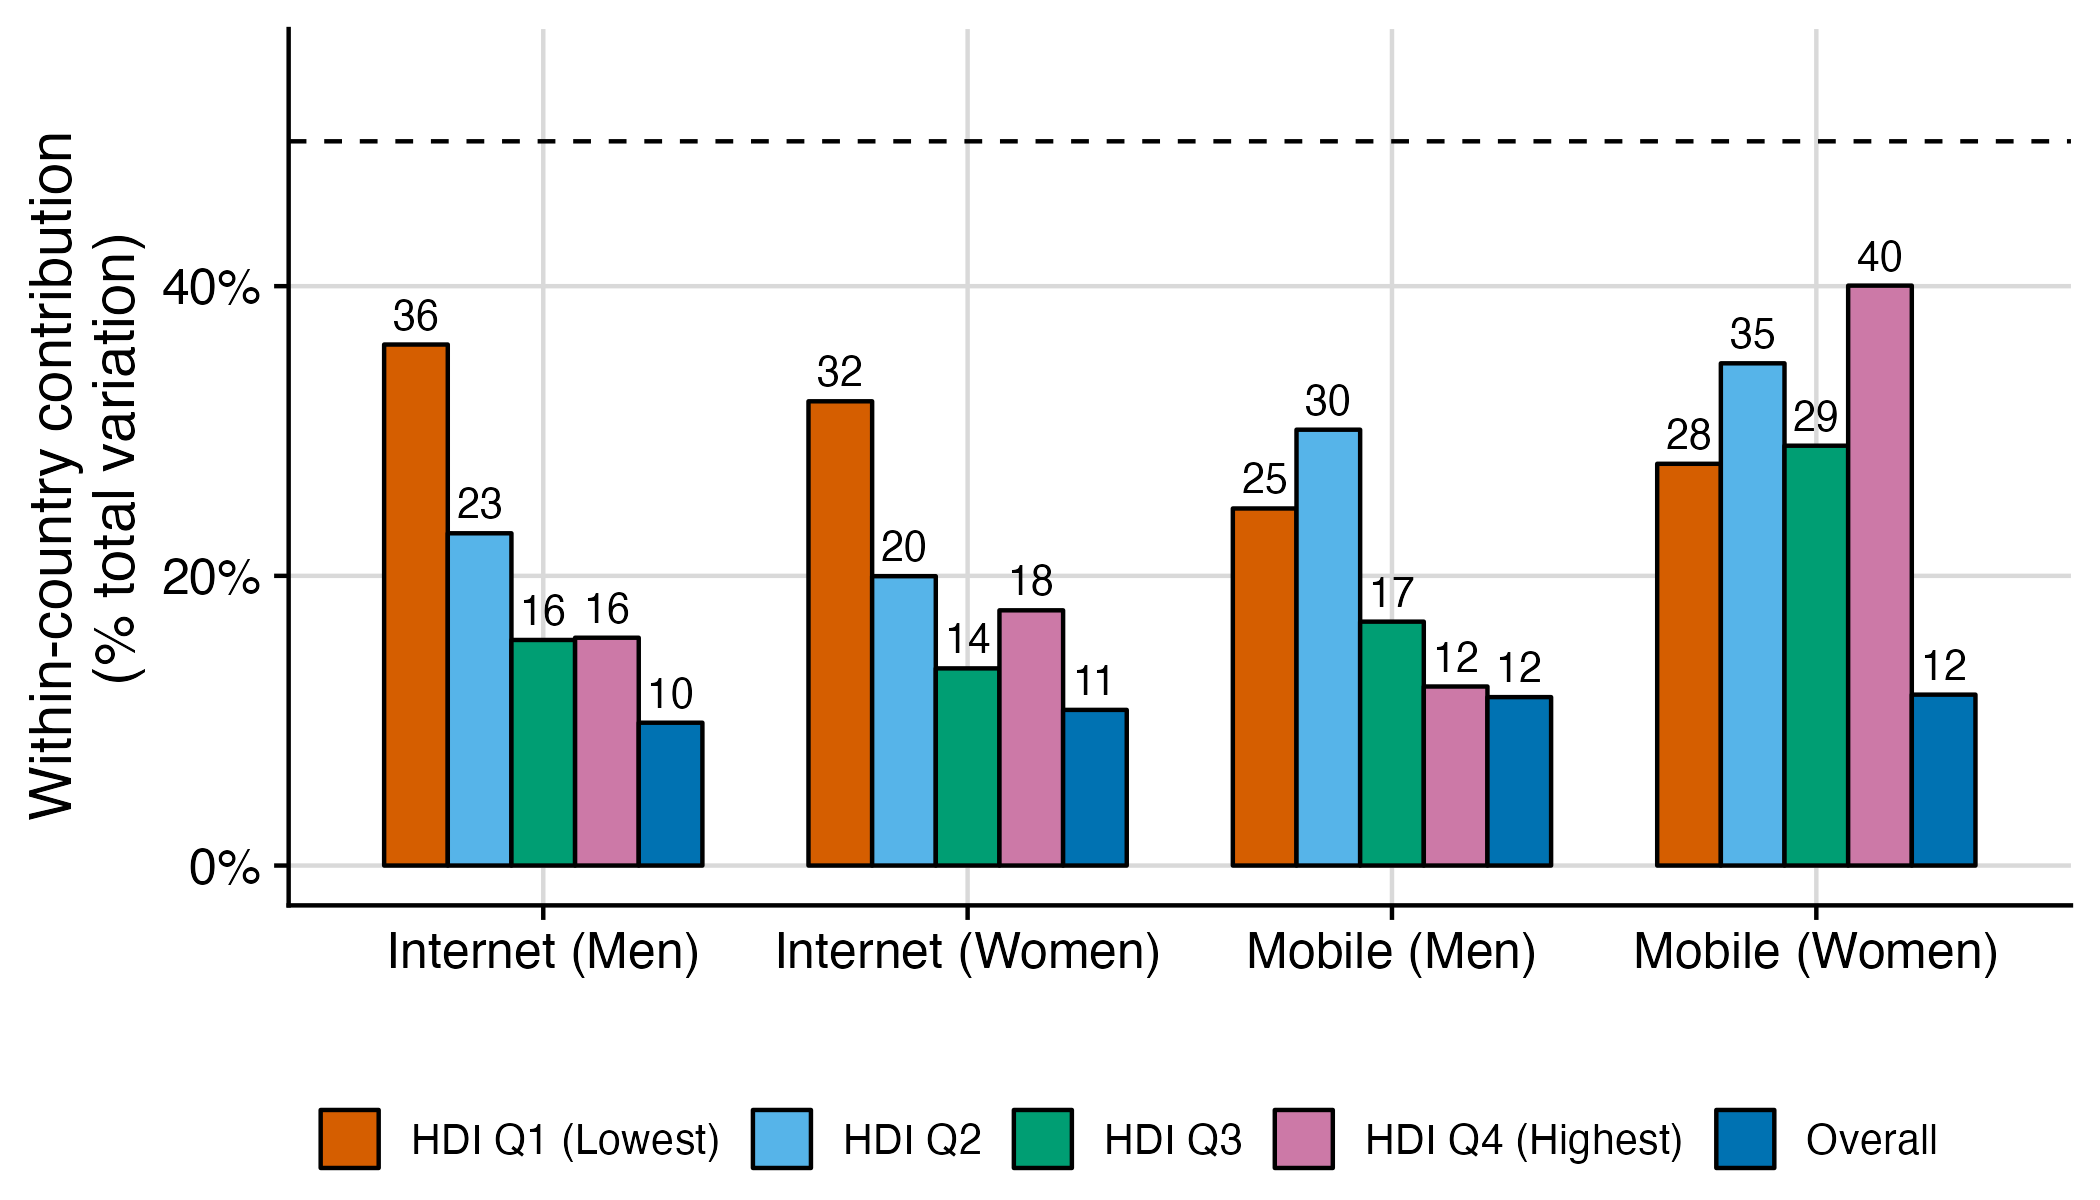 Within-country contribution
(% total variation)
40%
20%
0%
36
23
16
16
10
32
20
14
18
11
25
30
17
12
12
28
35
29
40
12
Internet (Men)
Internet (Women)
Mobile (Men)
Mobile (Women)
HDI Q1 (Lowest)
HDI Q2
HDI Q3
HDI Q4 (Highest)
Overall